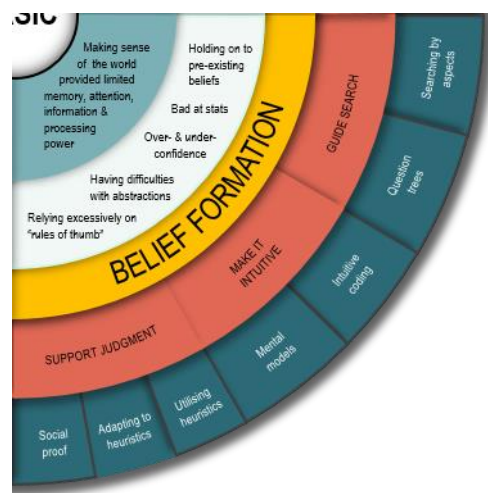 Making sense
of the world
provided limited
memory, attention,
information &
processing
power
Holding on to
pre-existing
beliefs
Bad at stats
Over- & under-
confidence
Having difficulties
with abstractions
Relying excessively on
"rules of thumb"
BELIEF FORMATION
GUIDE SEARCH
MAKE IT
INTUITIVE
SUPPORT JUDGMENT
Searching by
aspects
Question
trees
Intuitive
coding
Mental
models
Utilising
heuristics
Adapting to
heuristics
Social
proof